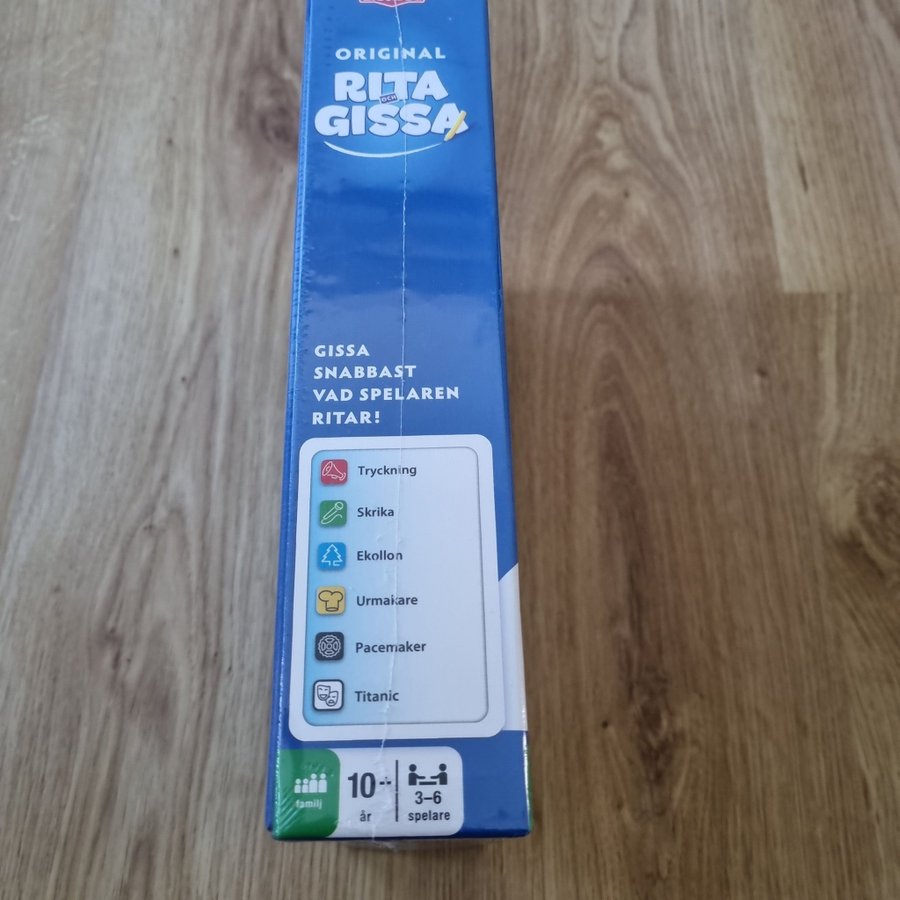 ORIGINAL
RITA
OCH
GISSA
GISSA
SNABBAST
VAD SPELAREN
RITAR!
Tryckning
Skrika
Ekollon
Urmakare
Pacemaker
Titanic
familj
10+
år
3-6
spelare